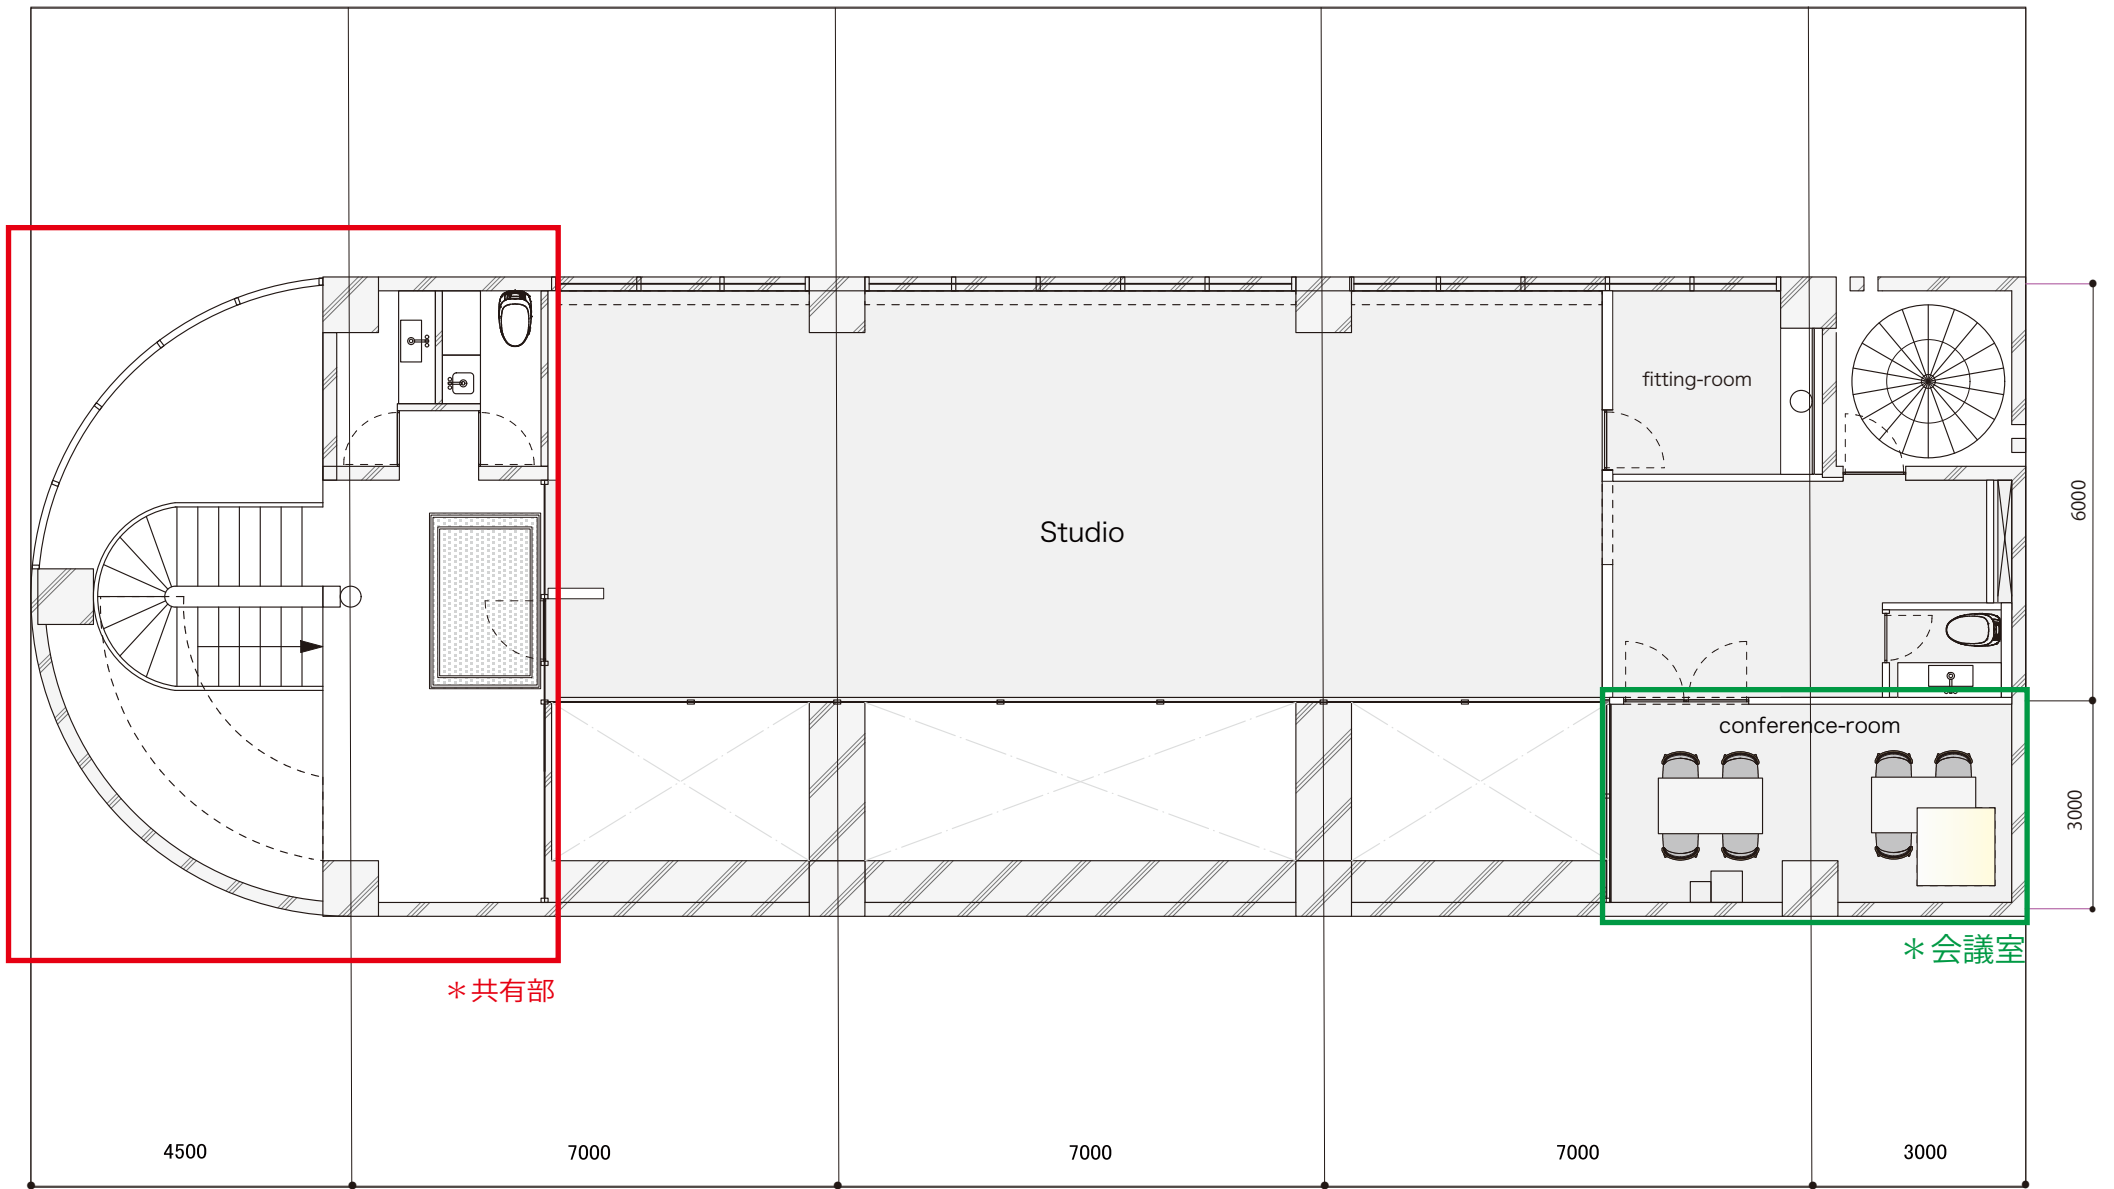 fitting-room
Studio
6000
conference-room
3000
＊会議室
＊共有部
4500
7000
7000
7000
3000